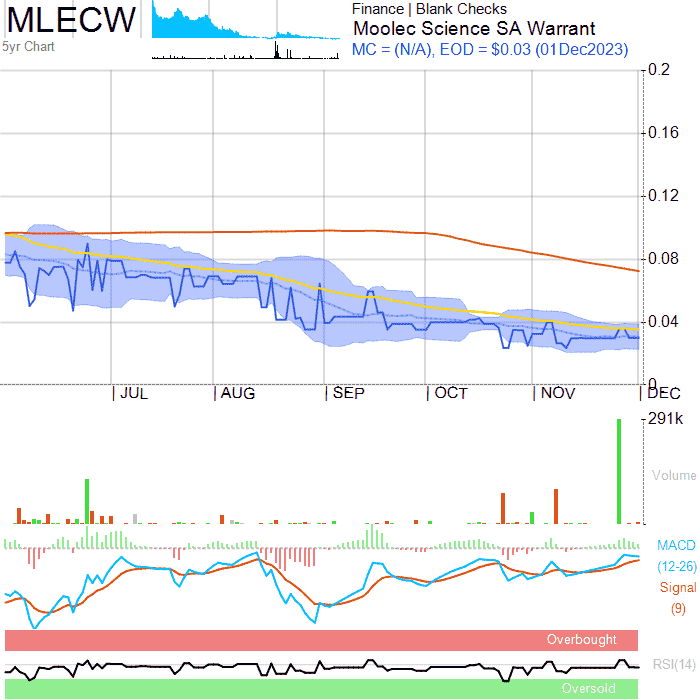 MLECW
5yr Chart
Finance | Blank Checks
Moolec Science SA Warrant
MC = (N/A), EOD = $0.03 (01Dec2023)
0.2
0.16
0.12
0.08
0.04
0
JUL AUG SEP OCT NOV DEC
291k
Volume
MACD
(12-26)
Signal
(9)
Overbought
RSI(14)
Oversold